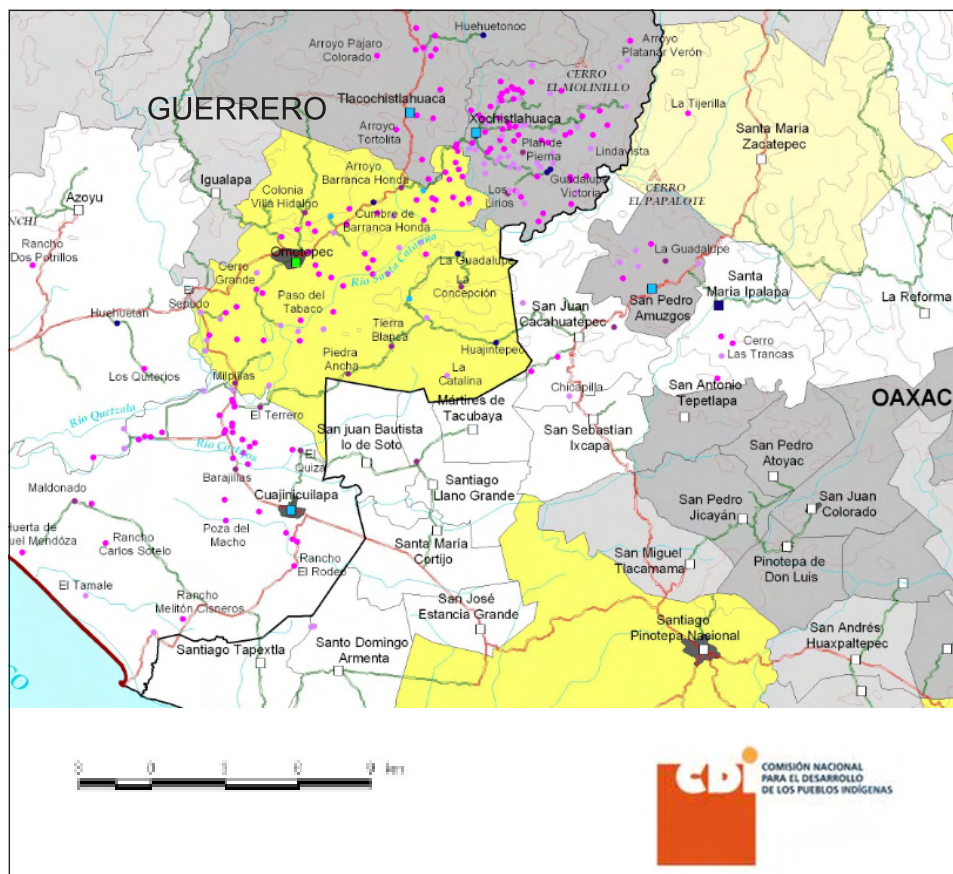 Huehuetonoc
Arroyo Pajaro
Colorado
Arroyo
Platanar Verón
CERRO
EL MOLINILLO
GUERRERO
Tlacochistlahuaca
Xochistlahuaca
La Tijerilla
Santa María
Zacatepec
Arroyo
Tortolita
Plan de
Pierna
Lindavista
Arroyo
Barranca Honda
Igualapa
Colonia
Villa Hidalgo
Los
Lirios
Guadalupe
Victoria
CERRO
EL PAPALOTE
Azoyu
Cumbre de
Barranca Honda
Rancho
Dos Potrillos
Ometepec
Río Santa Catarina
La Guadalupe
La Guadalupe
Cerro
Grande
La
Concepción
Santa
María Ipalapa
El
Paso del
Tabaco
San Juan
Cacahuatepec
San Pedro
Amuzgos
La Reforma
Huehuetán
Tierra
Blanca
Huajintepec
Cerro
Las Trancas
Piedra
Ancha
Los Quiterios
Milpillas
La
Catalina
Chicapilla
San Antonio
Tepetlapa
OAXAC
Río Quetzala
El Terrero
Mártires de
Tacubaya
San juan Bautista
lo de Soto
San Sebastian
Ixcapa
San Pedro
Atoyac
El
Quiza
Barajillas
Maldonado
Cuajinicuilapa
Santiago
Llano Grande
San Pedro
Jicayán
San Juan
Colorado
Huerta de
uel Mendóza
Rancho
Carlos Sotelo
Poza del
Macho
Santa María
Cortijo
Rancho
El Rodeo
San Miguel
Tlacamama
Pinotepa de
Don Luis
El Tamale
Rancho
Melitón Cisneros
San José
Estancia Grande
Santiago
Pinotepa Nacional
San Andrés
Huaxpaltepec
Santiago Tapextla
Santo Domingo
Armenta
CO
km
CDI
COMISIÓN NACIONAL
PARA EL DESARROLLO
DE LOS PUEBLOS INDÍGENAS